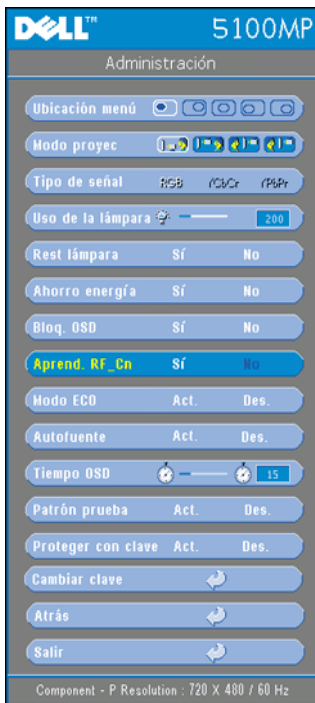 DELL™ 5100MP
Administración
Ubicación menú
Modo proyec
Tipo de señal RGB YCbCr YPbPr
Uso de la lámpara 200
Rest lámpara Sí No
Ahorro energía Sí No
Bloq. OSD Sí No
Aprend. RF_Cn Sí No
Modo ECO Act. Des.
Autofuente Act. Des.
Tiempo OSD 15
Patrón prueba Act. Des.
Proteger con clave Act. Des.
Cambiar clave
Atrás
Salir
Component - P Resolution : 720 X 480 / 60 Hz